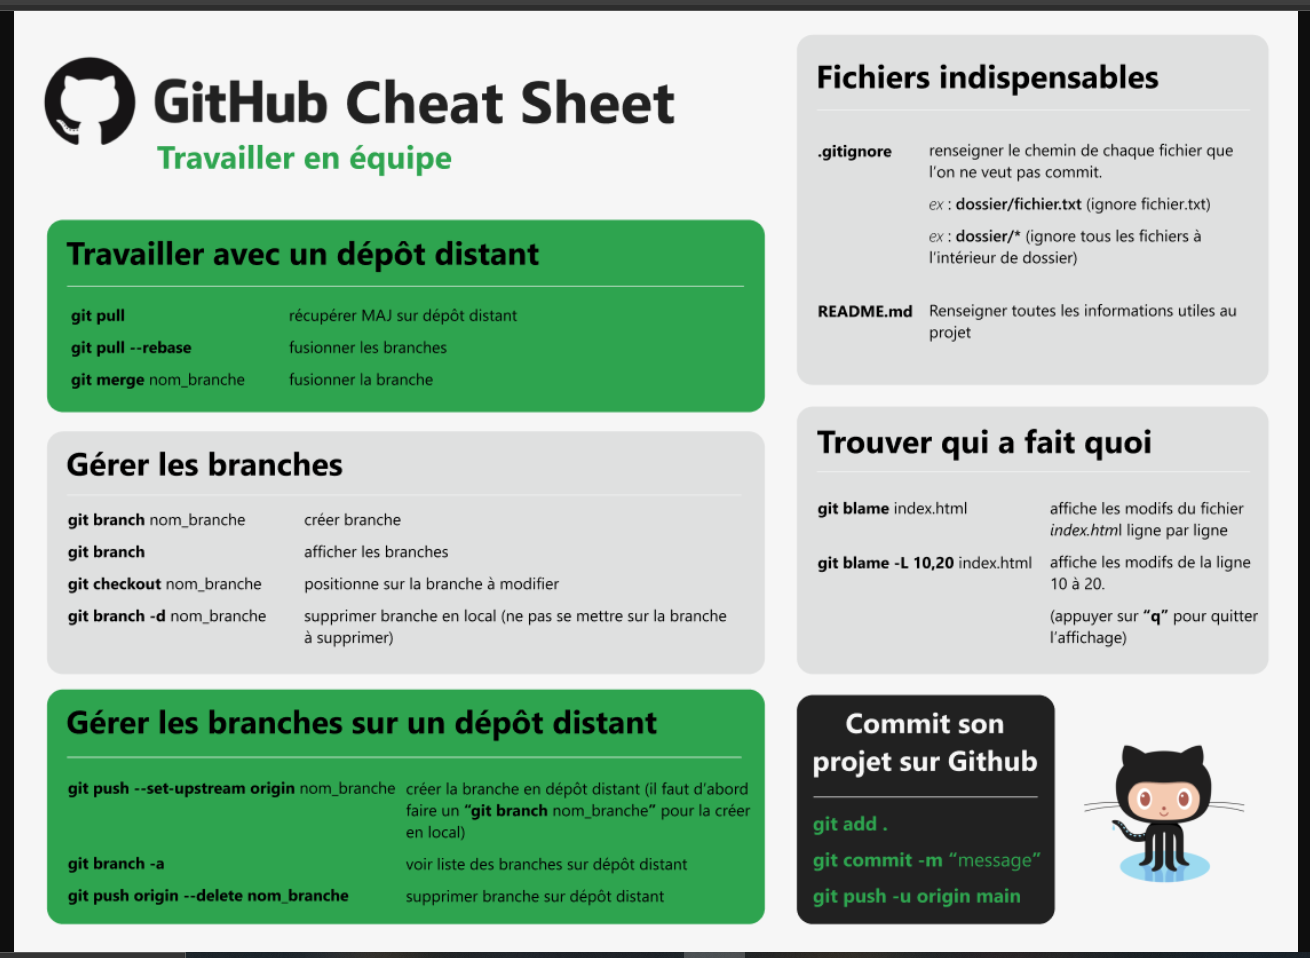 GitHub Cheat Sheet
Travailler en équipe
Travailler avec un dépôt distant
git pull récupérer MAJ sur dépôt distant
git pull --rebase fusionner les branches
git merge nom_branche fusionner la branche
Gérer les branches
git branch nom_branche créer branche
git branch afficher les branches
git checkout nom_branche positionne sur la branche à modifier
git branch -d nom_branche supprimer branche en local (ne pas se mettre sur la branche
à supprimer)
Gérer les branches sur un dépôt distant
git push --set-upstream origin nom_branche créer la branche en dépôt distant (il faut d’abord
faire un “git branch nom_branche” pour la créer
en local)
git branch -a voir liste des branches sur dépôt distant
git push origin --delete nom_branche supprimer branche sur dépôt distant
Fichiers indispensables
.gitignore renseigner le chemin de chaque fichier que
l’on ne veut pas commit.
ex : dossier/fichier.txt (ignore fichier.txt)
ex : dossier/* (ignore tous les fichiers à
l’intérieur de dossier)
README.md Renseigner toutes les informations utiles au
projet
Trouver qui a fait quoi
git blame index.html affiche les modifs du fichier
index.html ligne par ligne
git blame -L 10,20 index.html affiche les modifs de la ligne
10 à 20.
(appuyer sur “q” pour quitter
l’affichage)
Commit son
projet sur Github
git add .
git commit -m “message”
git push -u origin main